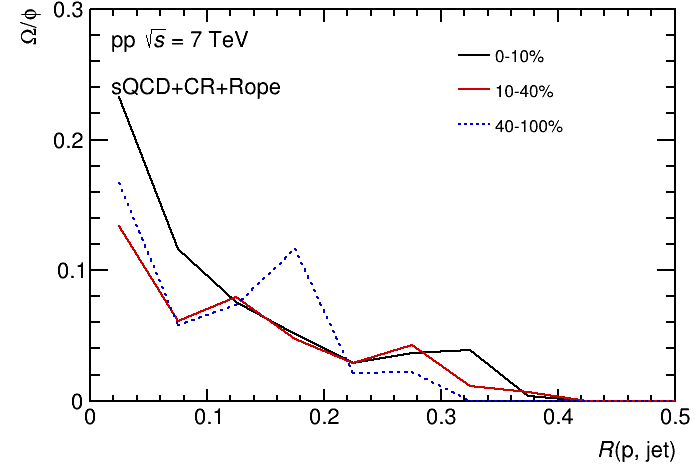 Ω/ϕ
0.3
0.2
0.1
0
pp √s = 7 TeV
sQCD+CR+Rope
0-10%
10-40%
40-100%
0 0.1 0.2 0.3 0.4 0.5
R(p, jet)